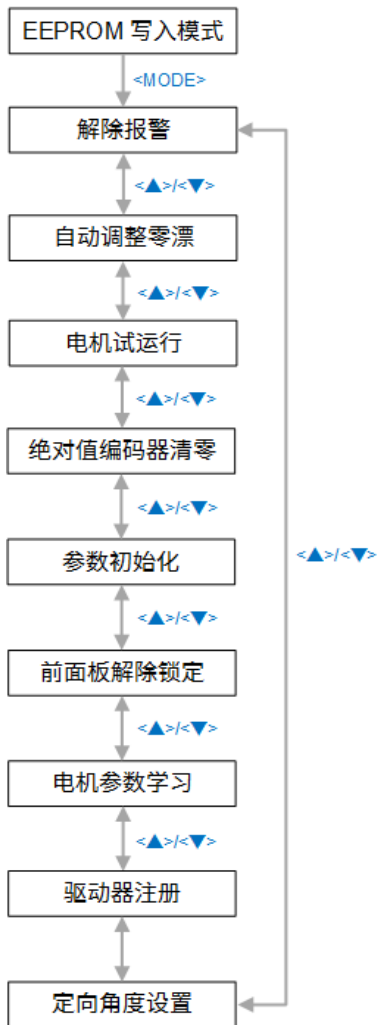 EEPROM 写入模式
<MODE>
解除报警
<▲>/<▼>
自动调整零漂
<▲>/<▼>
电机试运行
<▲>/<▼>
绝对值编码器清零
<▲>/<▼>
<▲>/<▼>
参数初始化
<▲>/<▼>
前面板解除锁定
<▲>/<▼>
电机参数学习
<▲>/<▼>
驱动器注册
定向角度设置